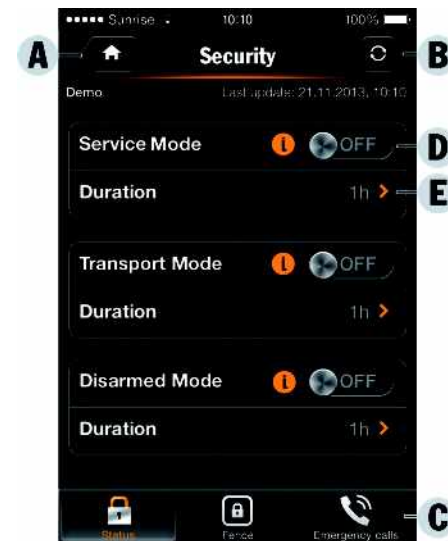 Sunrise 10:10 100%
A Security B
Demo Last update: 21.11.2013, 10:10
Service Mode i OFF D
Duration 1h > E
Transport Mode i OFF
Duration 1h >
Disarmed Mode i OFF
Duration 1h >
Status Fence Emergency calls C